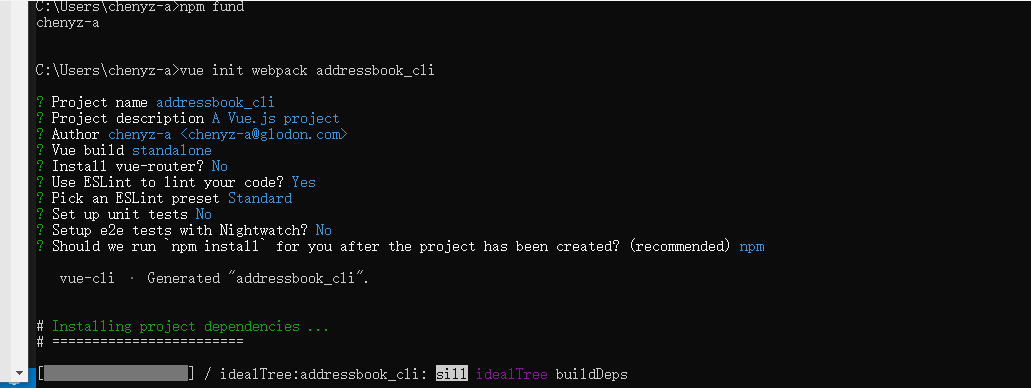 C:\Users\chenyz-a>npm fund
chenyz-a
C:\Users\chenyz-a>vue init webpack addressbook_cli
? Project name addressbook_cli
? Project description A Vue.js project
? Author chenyz-a <chenyz-a@glodon.com>
? Vue build standalone
? Install vue-router? No
? Use ESLint to lint your code? Yes
? Pick an ESLint preset Standard
? Set up unit tests No
? Setup e2e tests with Nightwatch? No
? Should we run `npm install` for you after the project has been created? (recommended) npm
vue-cli · Generated "addressbook_cli".
# Installing project dependencies ...
# ========================
[                  ] / idealTree:addressbook_cli: sill idealTree buildDeps